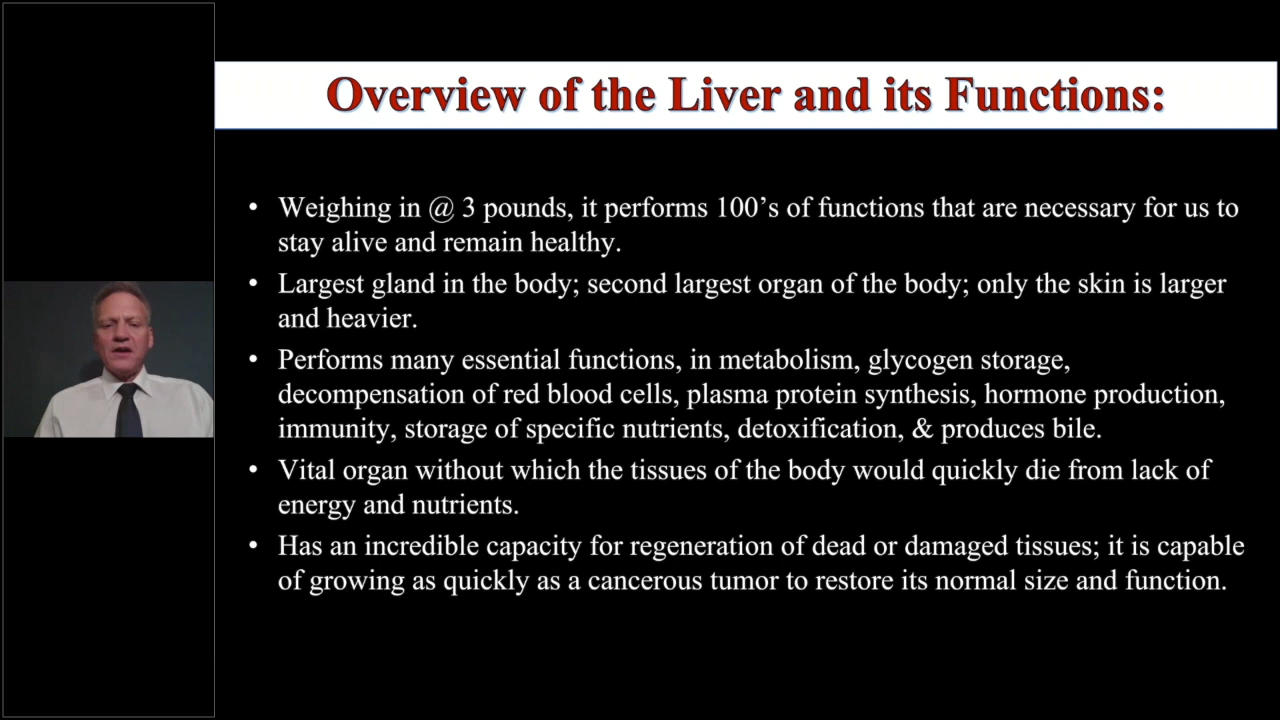 Overview of the Liver and its Functions:
• Weighing in @ 3 pounds, it performs 100’s of functions that are necessary for us to
stay alive and remain healthy.
• Largest gland in the body; second largest organ of the body; only the skin is larger
and heavier.
• Performs many essential functions, in metabolism, glycogen storage,
decompensation of red blood cells, plasma protein synthesis, hormone production,
immunity, storage of specific nutrients, detoxification, & produces bile.
• Vital organ without which the tissues of the body would quickly die from lack of
energy and nutrients.
• Has an incredible capacity for regeneration of dead or damaged tissues; it is capable
of growing as quickly as a cancerous tumor to restore its normal size and function.